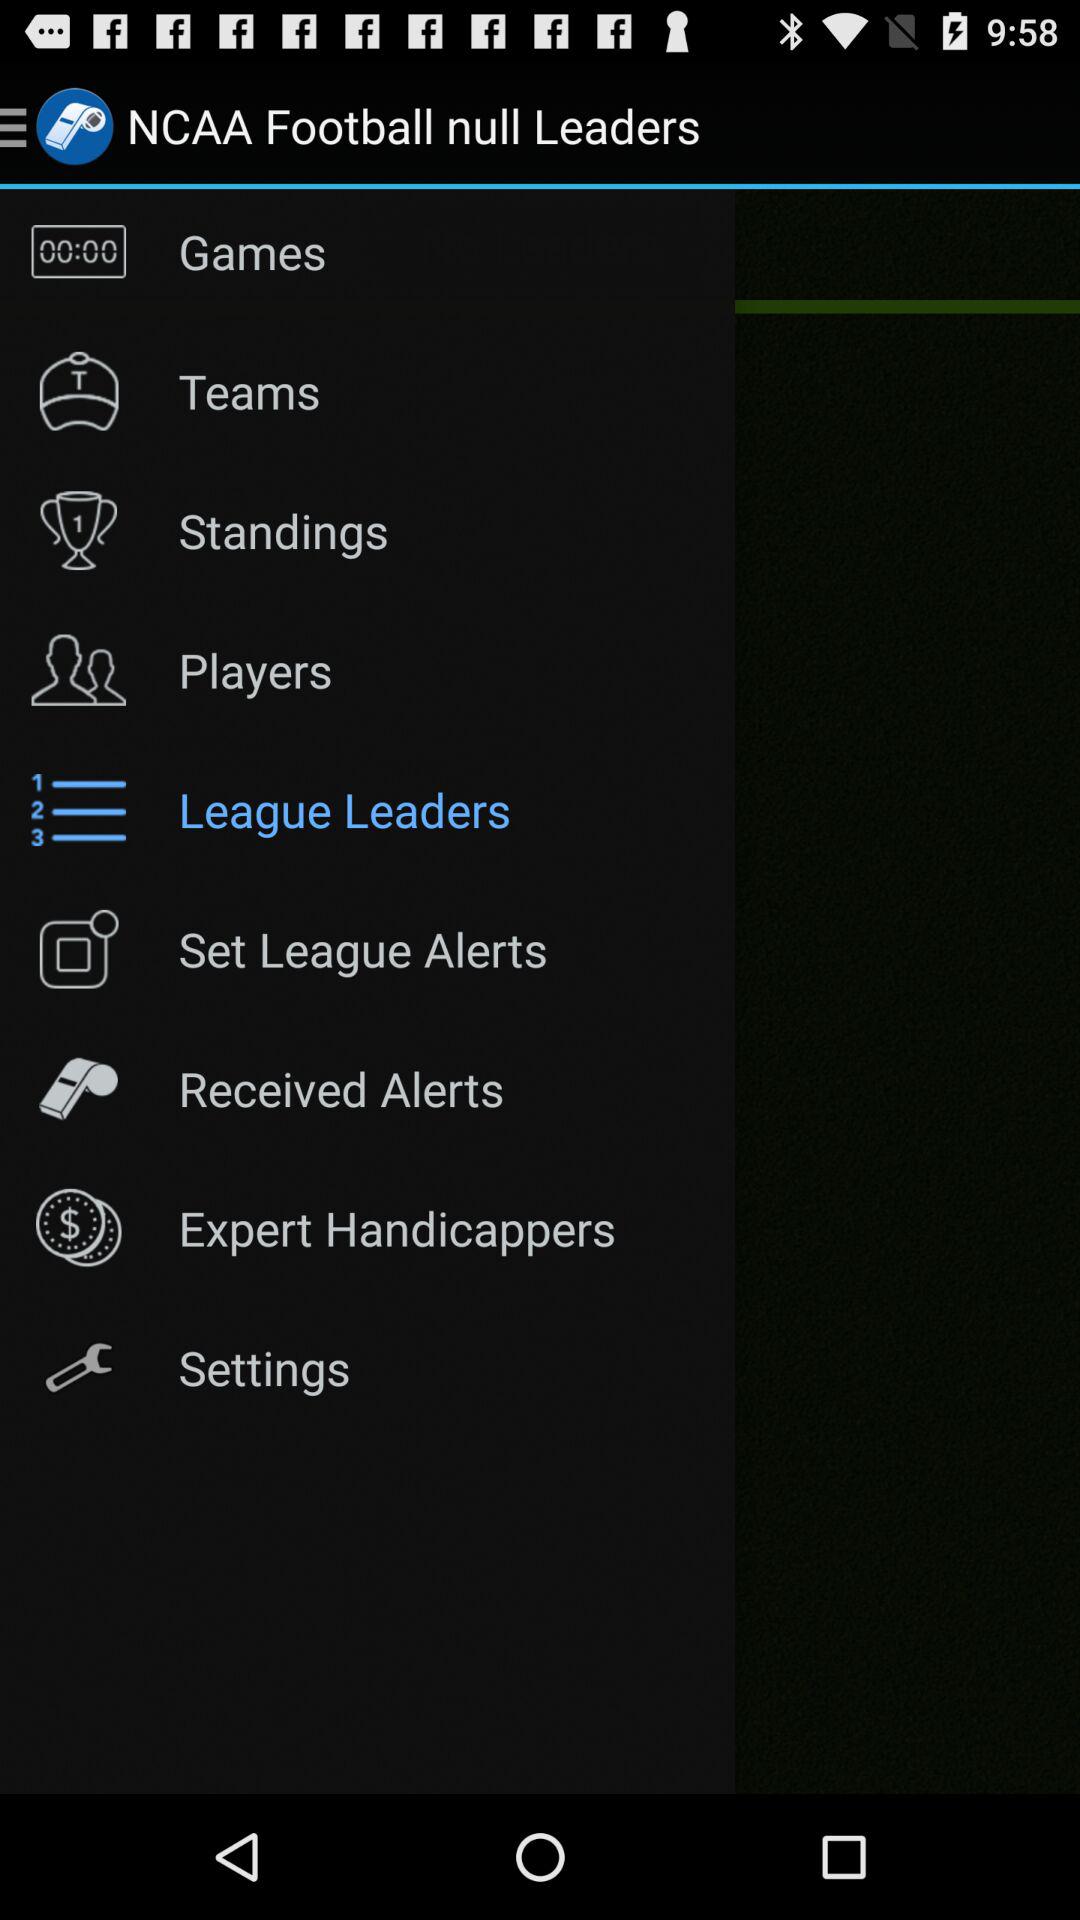 9:58
NCAA Football null Leaders
00:00 Games
T Teams
1 Standings
Players
1
2 League Leaders
3
Set League Alerts
Received Alerts
$ Expert Handicappers
Settings